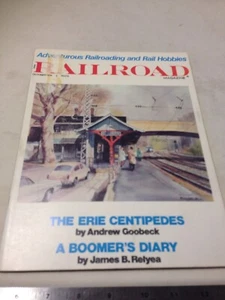 Adventurous Railroading and Rail Hobbies
RAILROAD
THE ERIE CENTIPEDES
by Andrew Goobeck
A BOOMER'S DIARY
by James B. Relyea